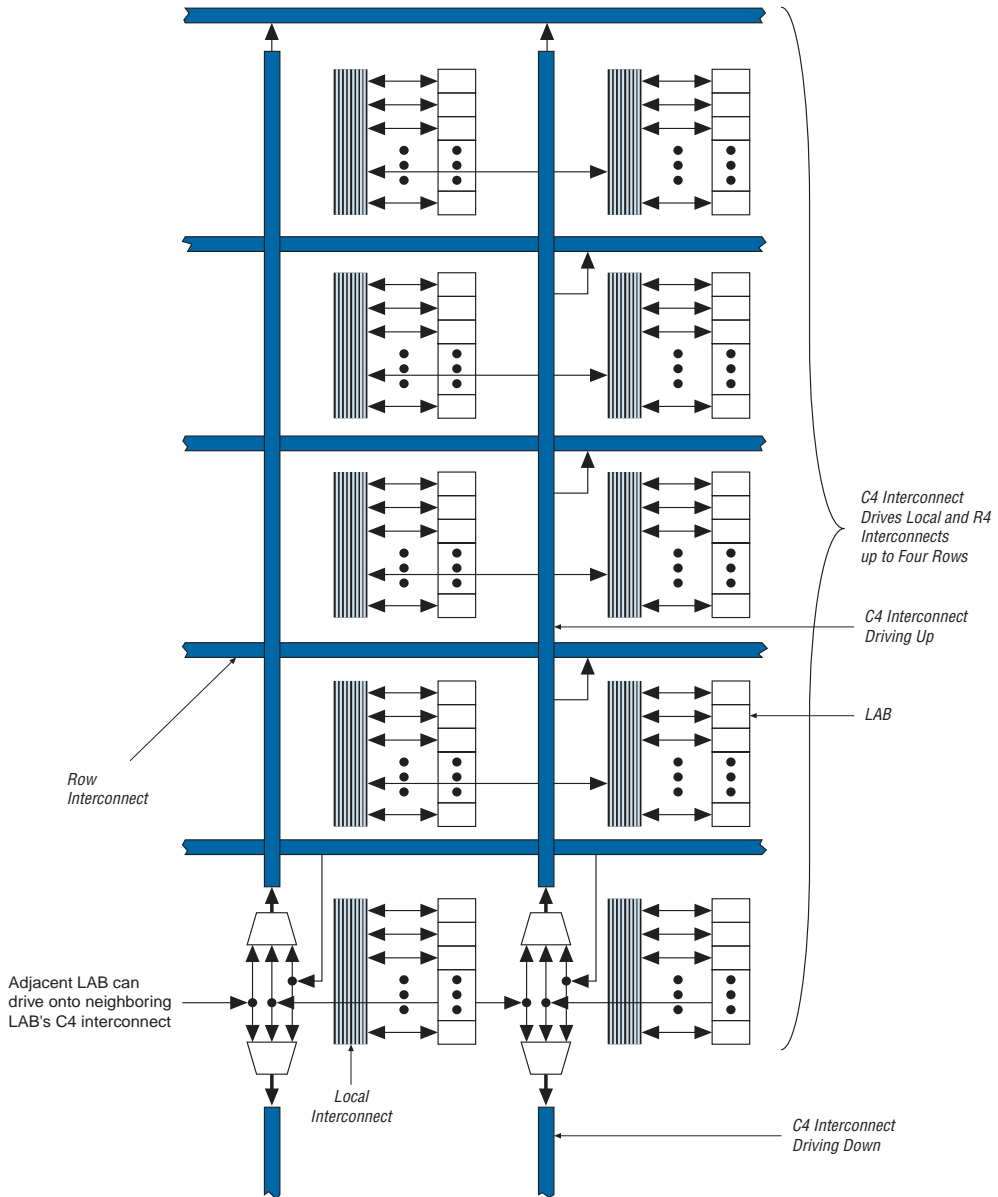 C4 Interconnect
Drives Local and R4
Interconnects
up to Four Rows
C4 Interconnect
Driving Up
LAB
Row
Interconnect
Adjacent LAB can
drive onto neighboring
LAB's C4 interconnect
Local
Interconnect
C4 Interconnect
Driving Down